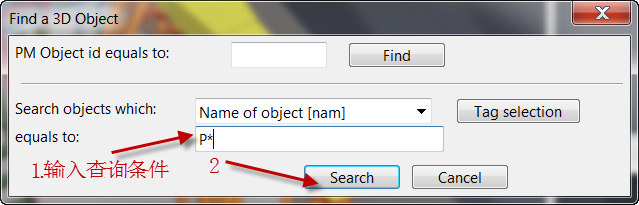 Find a 3D Object
PM Object id equals to:
Find
Search objects which:
Name of object [nam]
Tag selection
equals to:
P*
1.输入查询条件
2
Search
Cancel